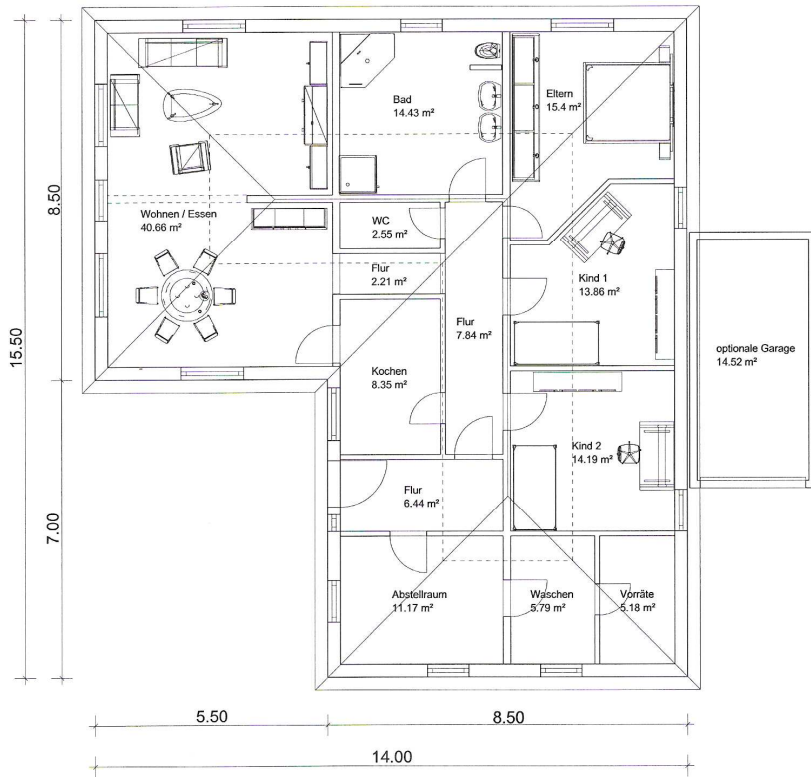 Bad
14.43 m²
Eltern
15.4 m²
8.50
Wohnen / Essen
40.66 m²
WC
2.55 m²
Flur
2.21 m²
Kind 1
13.86 m²
Flur
7.84 m²
15.50
optionale Garage
14.52 m²
Kochen
8.35 m²
Kind 2
14.19 m²
Flur
6.44 m²
7.00
Abstellraum
11.17 m²
Waschen
5.79 m²
Vorräte
5.18 m²
5.50
8.50
14.00